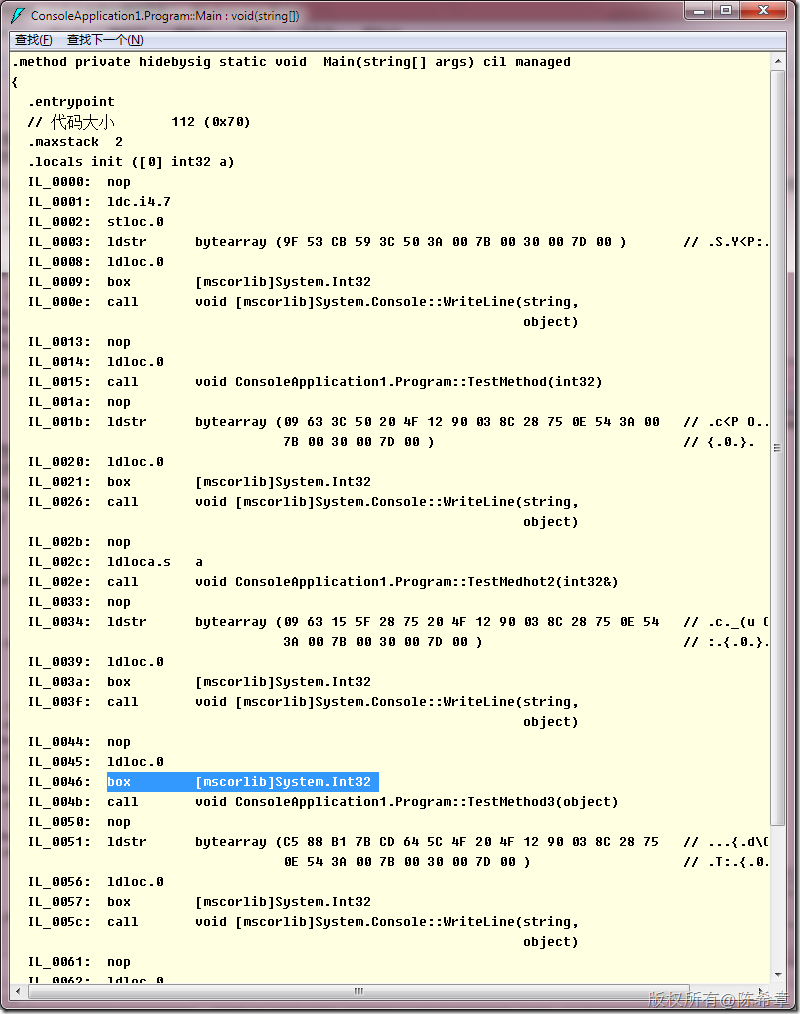 ConsoleApplication1.Program::Main : void(string[])
查找(F) 查找下一个(N)
.method private hidebysig static void  Main(string[] args) cil managed
{
  .entrypoint
  // 代码大小       112 (0x70)
  .maxstack  2
  .locals init ([0] int32 a)
  IL_0000:  nop
  IL_0001:  ldc.i4.7
  IL_0002:  stloc.0
  IL_0003:  ldstr      bytearray (9F 53 CB 59 3C 50 3A 00 7B 00 30 00 7D 00 )       // .S.Y<P:.
  IL_0008:  ldloc.0
  IL_0009:  box        [mscorlib]System.Int32
  IL_000e:  call       void [mscorlib]System.Console::WriteLine(string,
                                                                object)
  IL_0013:  nop
  IL_0014:  ldloc.0
  IL_0015:  call       void ConsoleApplication1.Program::TestMethod(int32)
  IL_001a:  nop
  IL_001b:  ldstr      bytearray (09 63 3C 50 20 4F 12 90 03 8C 28 75 0E 54 3A 00   // .c<P O..
                                  7B 00 30 00 7D 00 )                               // {.0.}.
  IL_0020:  ldloc.0
  IL_0021:  box        [mscorlib]System.Int32
  IL_0026:  call       void [mscorlib]System.Console::WriteLine(string,
                                                                object)
  IL_002b:  nop
  IL_002c:  ldloca.s   a
  IL_002e:  call       void ConsoleApplication1.Program::TestMedhot2(int32&)
  IL_0033:  nop
  IL_0034:  ldstr      bytearray (09 63 15 5F 28 75 20 4F 12 90 03 8C 28 75 0E 54   // .c._(u O
                                  3A 00 7B 00 30 00 7D 00 )                         // :.{.0.}.
  IL_0039:  ldloc.0
  IL_003a:  box        [mscorlib]System.Int32
  IL_003f:  call       void [mscorlib]System.Console::WriteLine(string,
                                                                object)
  IL_0044:  nop
  IL_0045:  ldloc.0
  IL_0046:  box        [mscorlib]System.Int32
  IL_004b:  call       void ConsoleApplication1.Program::TestMethod3(object)
  IL_0050:  nop
  IL_0051:  ldstr      bytearray (C5 88 B1 7B CD 64 5C 4F 20 4F 12 90 03 8C 28 75   // ...{.d\O
                                  0E 54 3A 00 7B 00 30 00 7D 00 )                   // .T:.{.0.
  IL_0056:  ldloc.0
  IL_0057:  box        [mscorlib]System.Int32
  IL_005c:  call       void [mscorlib]System.Console::WriteLine(string,
                                                                object)
  IL_0061:  nop
  IL_0062:  ldloc.0
版权所有@陈希章